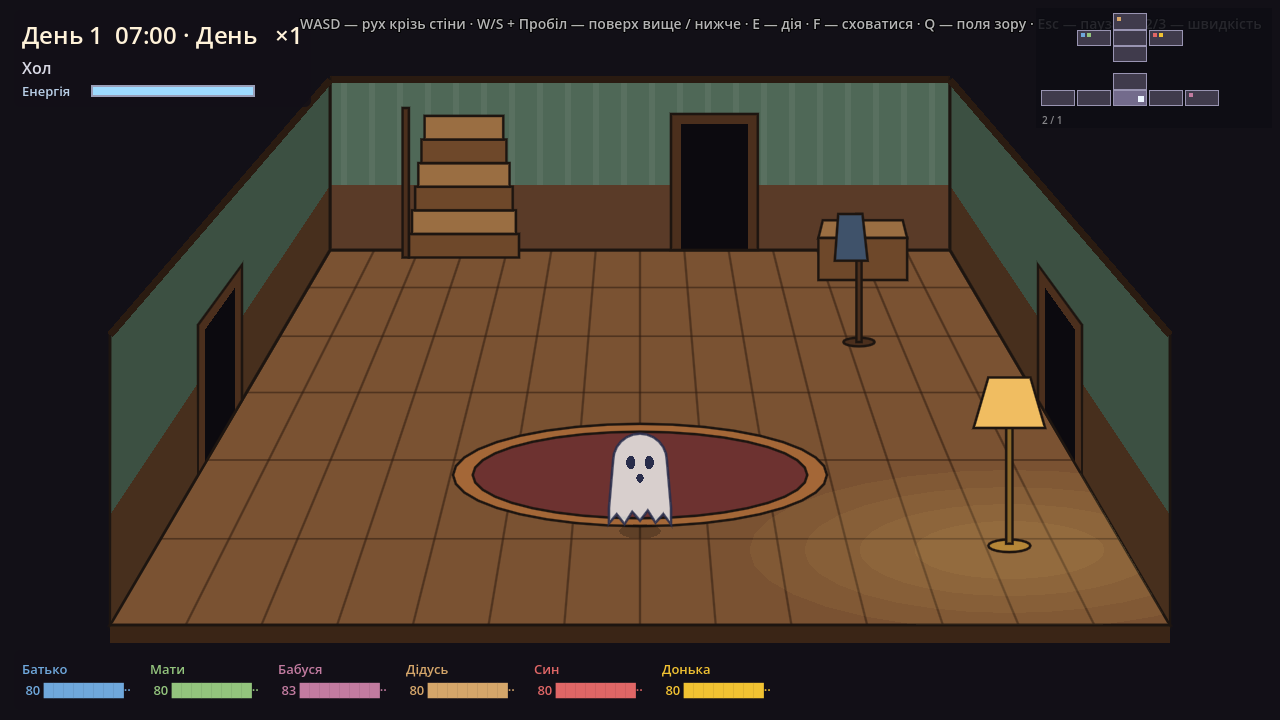 День 1  07:00 · День  ×1
WASD — рух крізь стіни · W/S + Пробіл — поверх вище / нижче · E — дія · F — сховатися · Q — поля зору · Esc — пауза
2/3 — швидкість
Хол
Енергія
2 / 1
Батько
Мати
Бабуся
Дідусь
Син
Донька
80
80
83
80
80
80